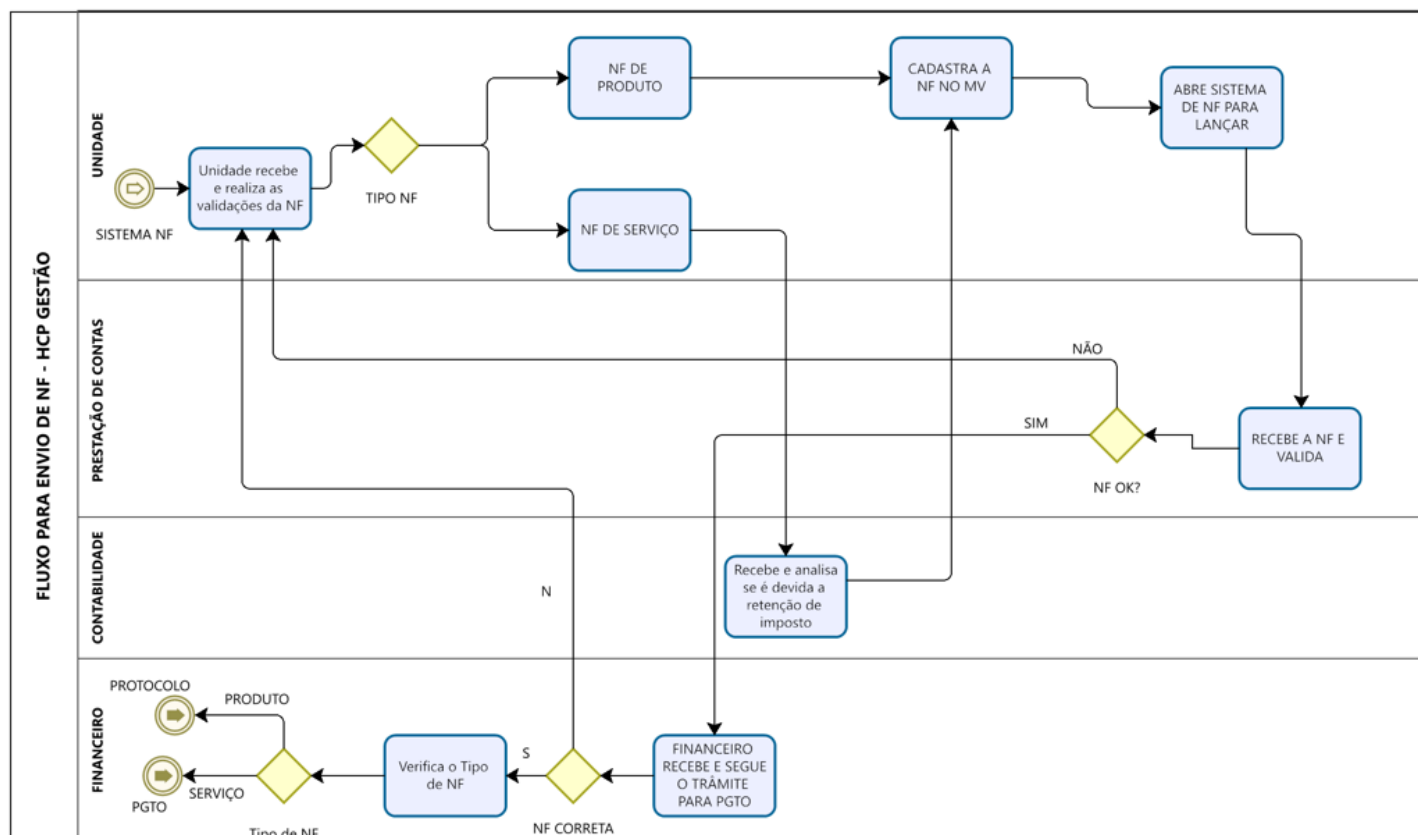 FLUXO PARA ENVIO DE NF - HCP GESTÃO
UNIDADE
SISTEMA NF
Unidade recebe
e realiza as
validações da NF
TIPO NF
NF DE
PRODUTO
NF DE SERVIÇO
CADASTRA A
NF NO MV
ABRE SISTEMA
DE NF PARA
LANÇAR
PRESTAÇÃO DE CONTAS
NÃO
SIM
NF OK?
RECEBE A NF E
VALIDA
CONTABILIDADE
N
Recebe e analisa
se é devida a
retenção de
imposto
FINANCEIRO
PROTOCOLO
PRODUTO
PGTO
SERVIÇO
Tipo de NF
Verifica o Tipo
de NF
S
NF CORRETA
FINANCEIRO
RECEBE E SEGUE
O TRÂMITE
PARA PGTO